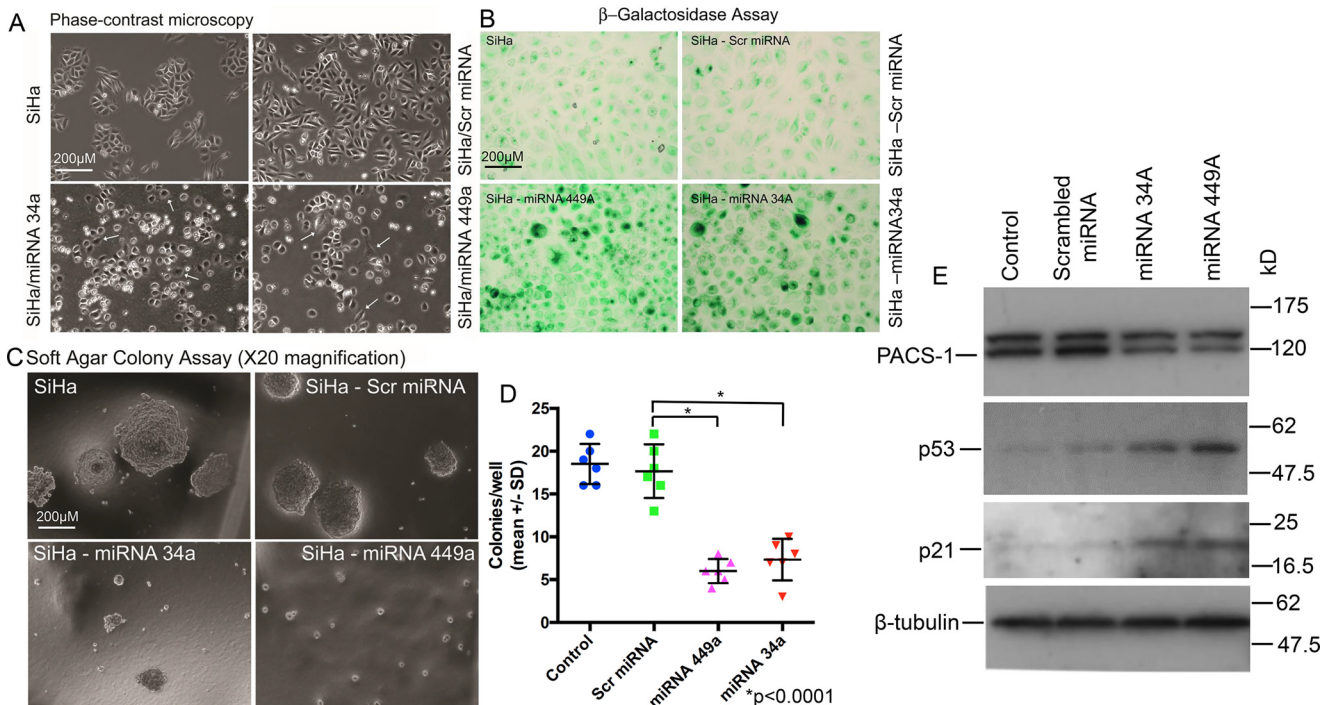 A
Phase-contrast microscopy
SiHa
SiHa/Scr miRNA
200µM
SiHa/miRNA 34a
SiHa/miRNA 449a
B
β–Galactosidase Assay
SiHa
SiHa - Scr miRNA
SiHa –Scr miRNA
200µM
SiHa - miRNA 449A
SiHa - miRNA 34A
SiHa –miRNA34a
C Soft Agar Colony Assay (X20 magnification)
SiHa
SiHa - Scr miRNA
200µM
SiHa - miRNA 34a
SiHa - miRNA 449a
D
Colonies/well
(mean +/- SD)
25
20
15
10
5
0
*
*
Control
Scr miRNA
miRNA 449a
miRNA 34a
*p<0.0001
E
Control
Scrambled
miRNA
miRNA 34A
miRNA 449A
kD
175
PACS-1
120
62
p53
47.5
25
p21
16.5
62
β-tubulin
47.5